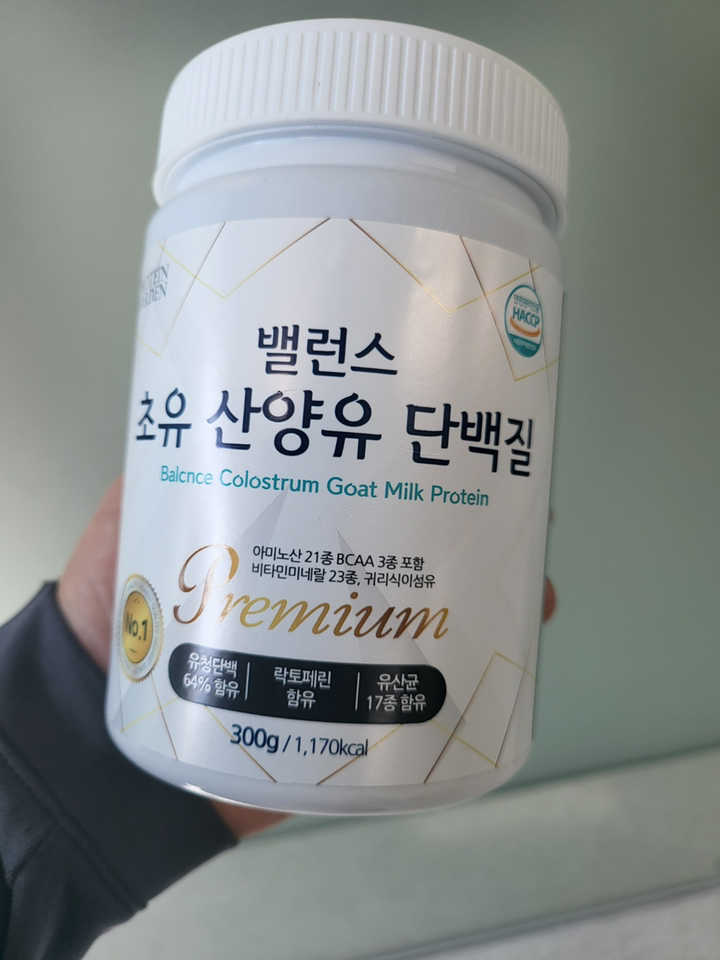 밸런스
초유 산양유 단백질
Balcnce Colostrum Goat Milk Protein
HACCP
아미노산 21종 BCAA 3종 포함
비타민미네랄 23종, 귀리식이섬유
Premium
No.1
유청단백
64% 함유
락토페린
함유
유산균
17종 함유
300g / 1,170kcal